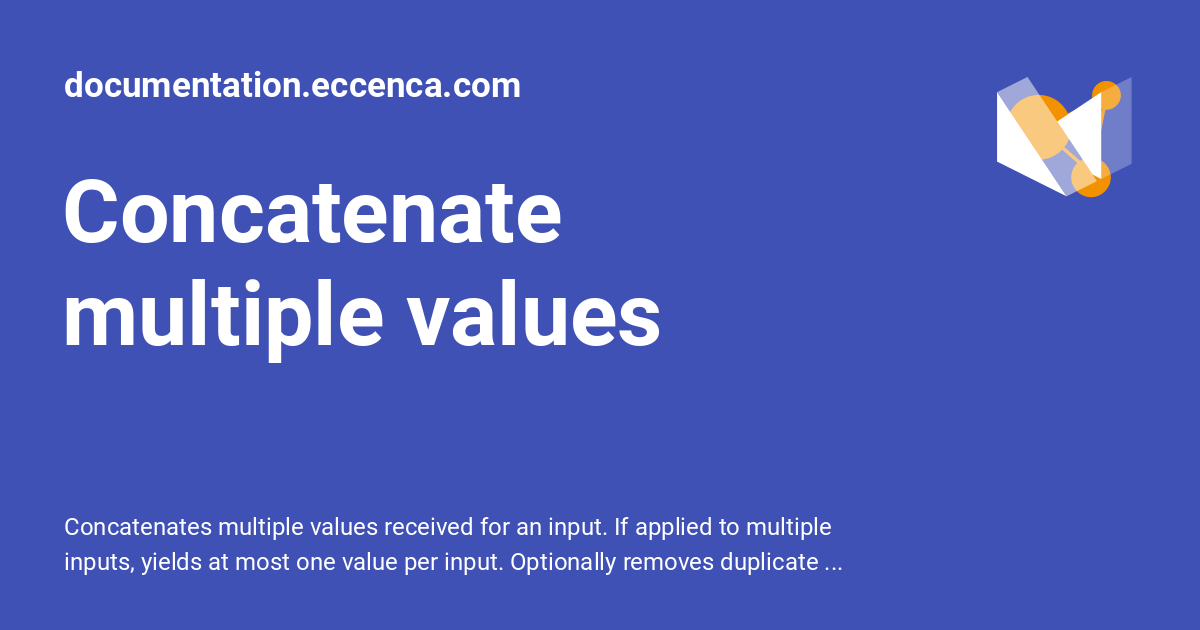 documentation.eccenca.com
Concatenate
multiple values
Concatenates multiple values received for an input. If applied to multiple
inputs, yields at most one value per input. Optionally removes duplicate ...